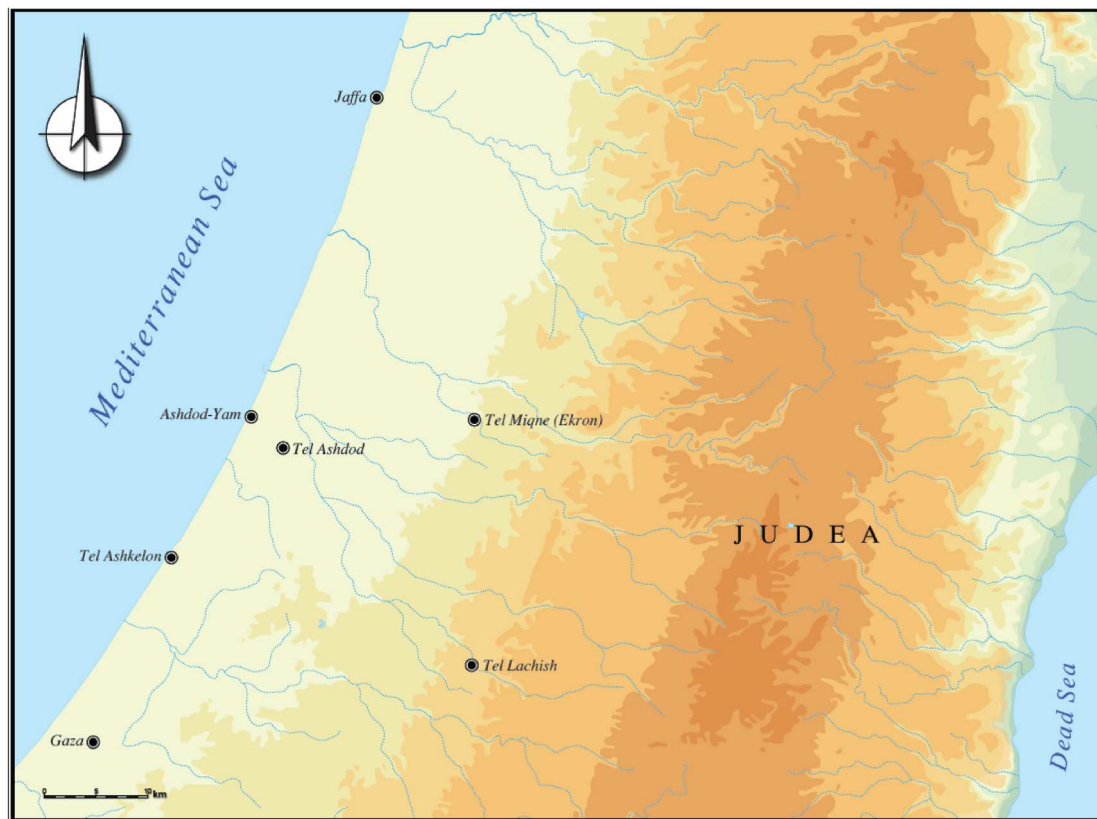 Jaffa
Mediterranean Sea
Ashdod-Yam
Tel Miqne (Ekron)
Tel Ashdod
JUDEA
Tel Ashkelon
Tel Lachish
Dead Sea
Gaza
0 5 10 km